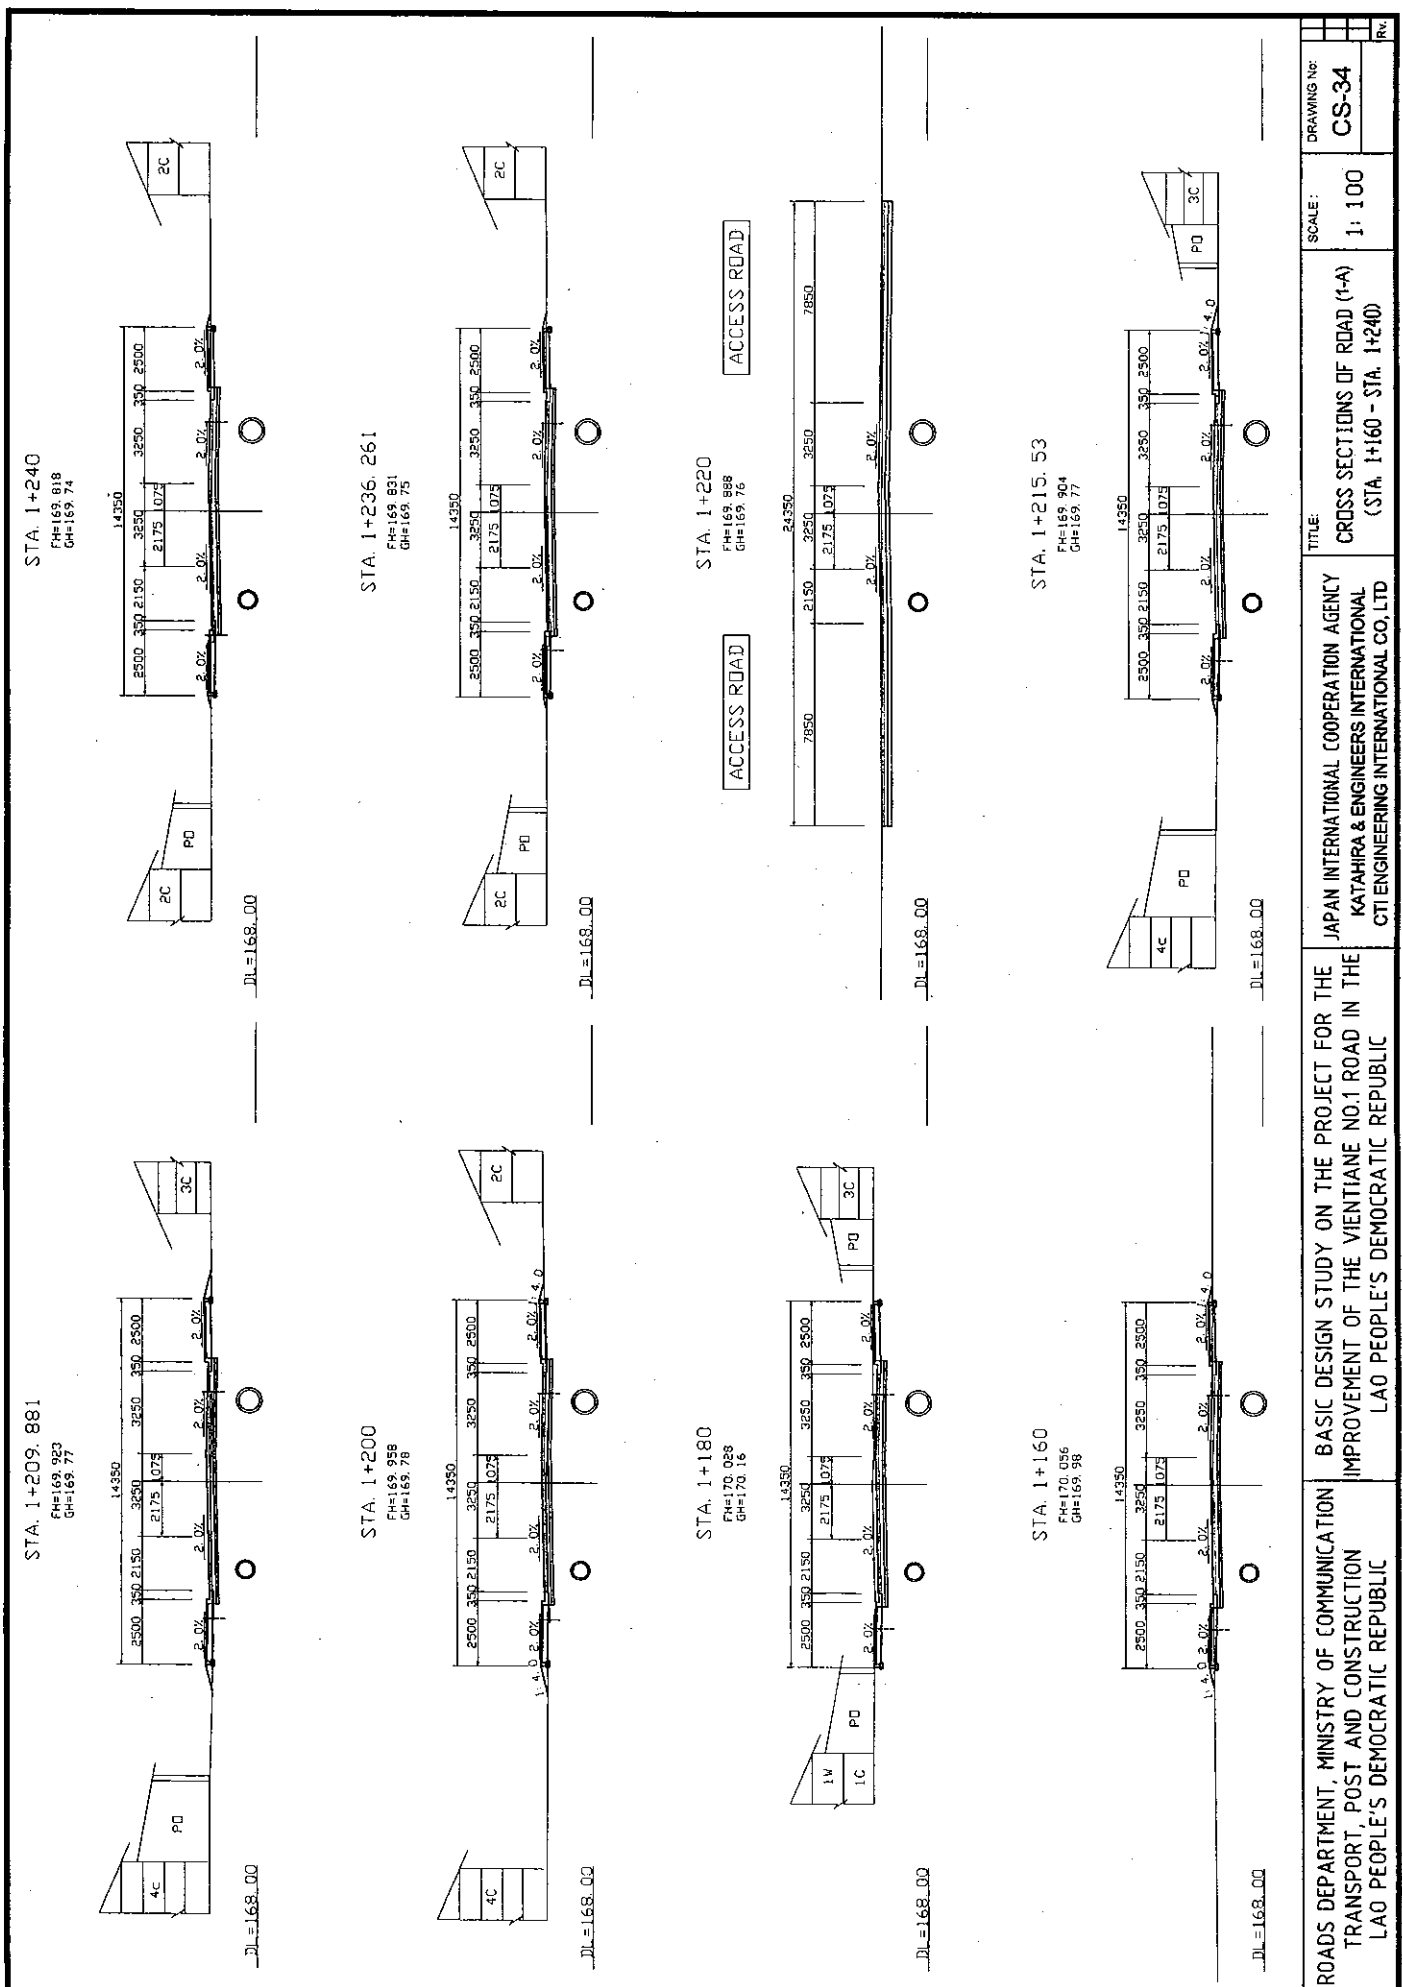 STA. 1+209. 881
FH=169. 923
GH=169. 77
14350
2500 350 2150 3250 3250 350 2500
2175 1075
2. 0% 2. 0% 2. 0% 2. 0%
4c PD 3C
DL=168. 00
STA. 1+240
FH=169. 818
GH=169. 74
14350
2500 350 2150 3250 3250 350 2500
2175 1075
2. 0% 2. 0% 2. 0% 2. 0%
2C PD 2C
DL=168. 00
STA. 1+200
FH=169. 958
GH=169. 78
14350
2500 350 2150 3250 3250 350 2500
2175 1075
1: 4. 0 2. 0% 2. 0% 2. 0% 2. 0% 1: 4. 0
4C 2C
DL=168. 00
STA. 1+236. 261
FH=169. 831
GH=169. 75
14350
2500 350 2150 3250 3250 350 2500
2175 1075
2. 0% 2. 0% 2. 0% 2. 0%
2C PD 2C
DL=168. 00
STA. 1+180
FH=170. 028
GH=170. 16
14350
2500 350 2150 3250 3250 350 2500
2175 1075
2. 0% 2. 0% 2. 0% 2. 0%
1W
1C PD PD 3C
DL=168. 00
STA. 1+220
FH=169. 888
GH=169. 76
ACCESS ROAD ACCESS ROAD
24350
7850 2150 3250 3250 7850
2175 1075
2. 0% 2. 0%
DL=168. 00
STA. 1+160
FH=170. 056
GH=169. 98
14350
2500 350 2150 3250 3250 350 2500
2175 1075
1: 4. 0 2. 0% 2. 0% 2. 0% 2. 0% 1: 4. 0
DL=168. 00
STA. 1+215. 53
FH=169. 904
GH=169. 77
14350
2500 350 2150 3250 3250 350 2500
2175 1075
2. 0% 2. 0% 2. 0% 2. 0% 1: 4. 0
4c PD PD 3C
DL=168. 00
ROADS DEPARTMENT, MINISTRY OF COMMUNICATION
TRANSPORT, POST AND CONSTRUCTION
LAO PEOPLE'S DEMOCRATIC REPUBLIC
BASIC DESIGN STUDY ON THE PROJECT FOR THE
IMPROVEMENT OF THE VIENTIANE NO.1 ROAD IN THE
LAO PEOPLE'S DEMOCRATIC REPUBLIC
JAPAN INTERNATIONAL COOPERATION AGENCY
KATAHIRA & ENGINEERS INTERNATIONAL
CTI ENGINEERING INTERNATIONAL CO, LTD
TITLE:
CROSS SECTIONS OF ROAD (1-A)
(STA. 1+160 - STA. 1+240)
SCALE :
1: 100
DRAWING No:
CS-34
Rv.